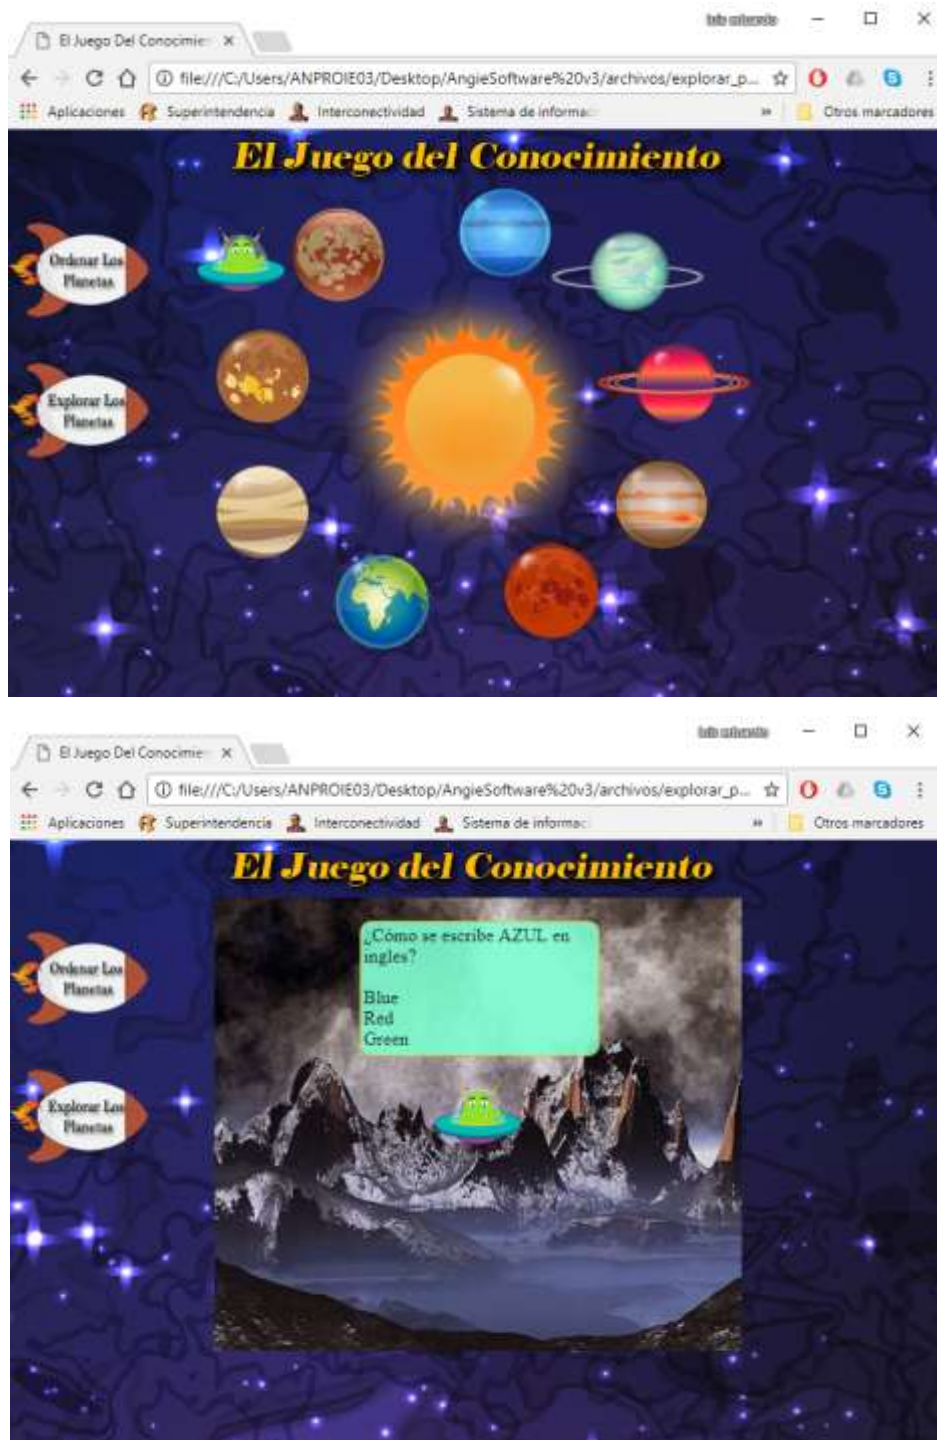 El Juego Del Conocimie
file:///C:/Users/ANPROIE03/Desktop/AngieSoftware%20v3/archivos/explorar_p...
Aplicaciones Superintendencia Interconectividad Sistema de informac » Otros marcadores
El Juego del Conocimiento
Ordenar Los
Planetas
Explorar Los
Planetas
El Juego Del Conocimie
file:///C:/Users/ANPROIE03/Desktop/AngieSoftware%20v3/archivos/explorar_p...
Aplicaciones Superintendencia Interconectividad Sistema de informac » Otros marcadores
El Juego del Conocimiento
¿Cómo se escribe AZUL en
ingles?
Blue
Red
Green
Ordenar Los
Planetas
Explorar Los
Planetas